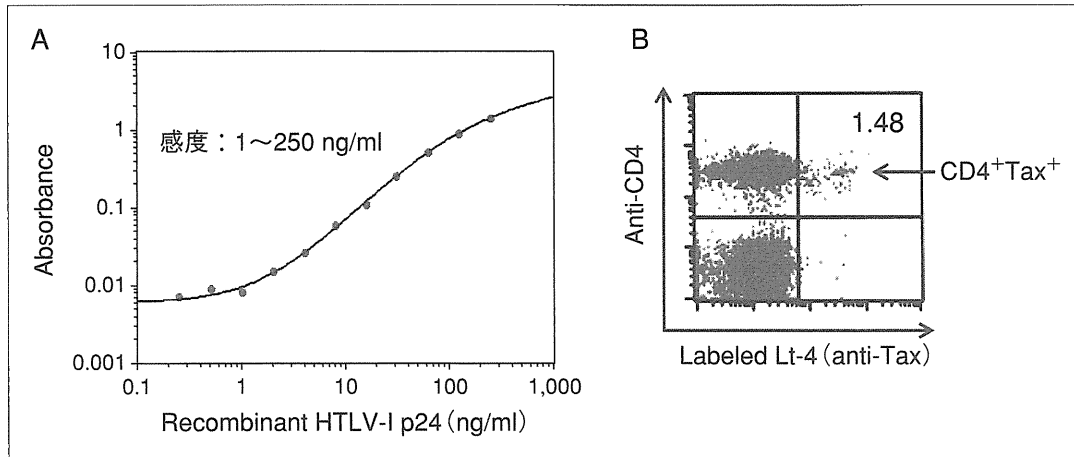 A
10
1
0.1
0.01
0.001
Absorbance
感度：1〜250 ng/ml
0.1
1
10
100
1,000
Recombinant HTLV-I p24（ng/ml）
B
1.48
CD4⁺Tax⁺
Anti-CD4
Labeled Lt-4（anti-Tax）